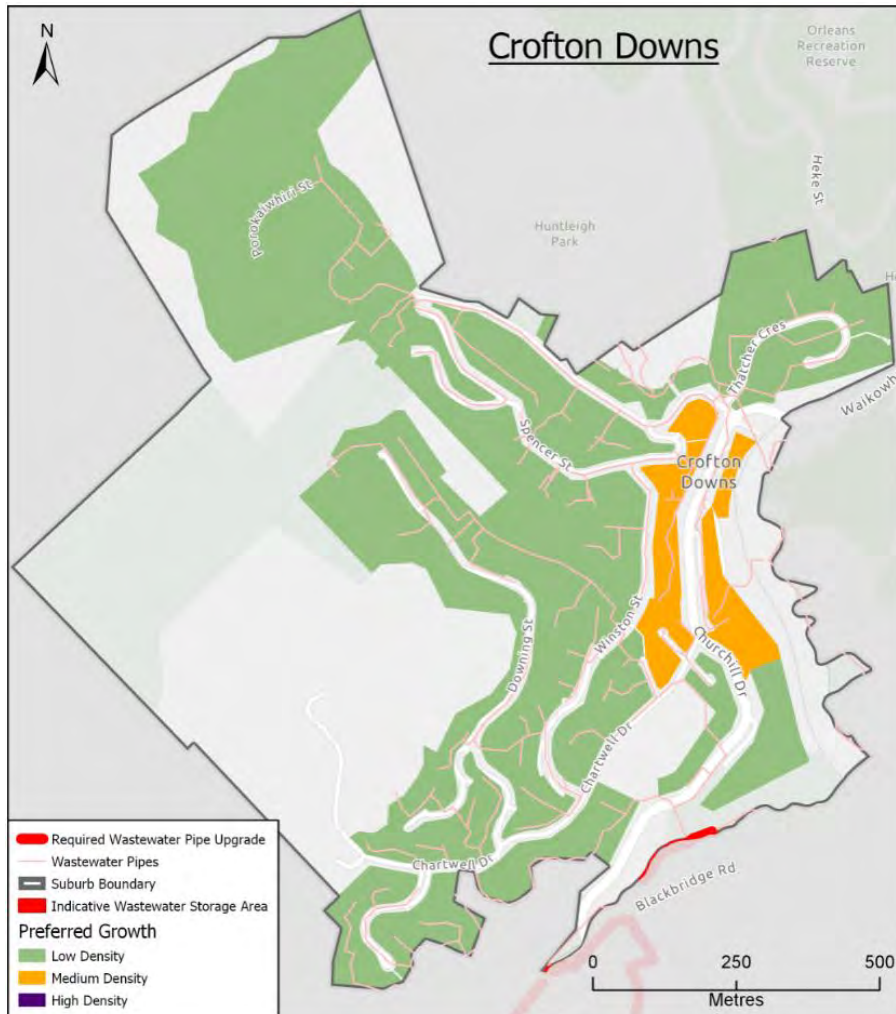 N
Crofton Downs
Orleans
Recreation
Reserve
Heke St
Huntleigh
Park
Porokaiwhiri St
Thatcher Cres
Spencer St
Crofton
Downs
Winston St
Downing St
Churchill Dr
Chartwell Dr
Chartwell Dr
Blackbridge Rd
Required Wastewater Pipe Upgrade
Wastewater Pipes
Suburb Boundary
Indicative Wastewater Storage Area
Preferred Growth
Low Density
Medium Density
High Density
0 250 500
Metres